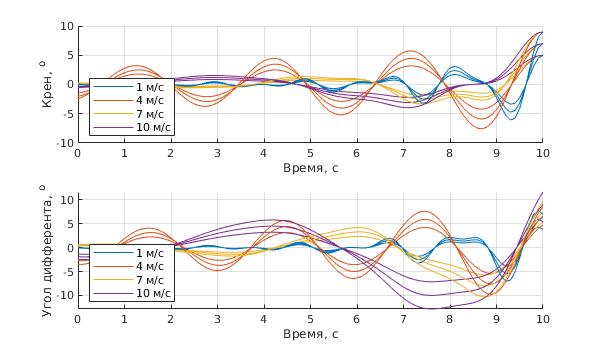 10
5
0
-5
-10
Крен, °
1 м/с
4 м/с
7 м/с
10 м/с
0 1 2 3 4 5 6 7 8 9 10
Время, с
10
5
0
-5
-10
Угол дифферента, °
1 м/с
4 м/с
7 м/с
10 м/с
0 1 2 3 4 5 6 7 8 9 10
Время, с